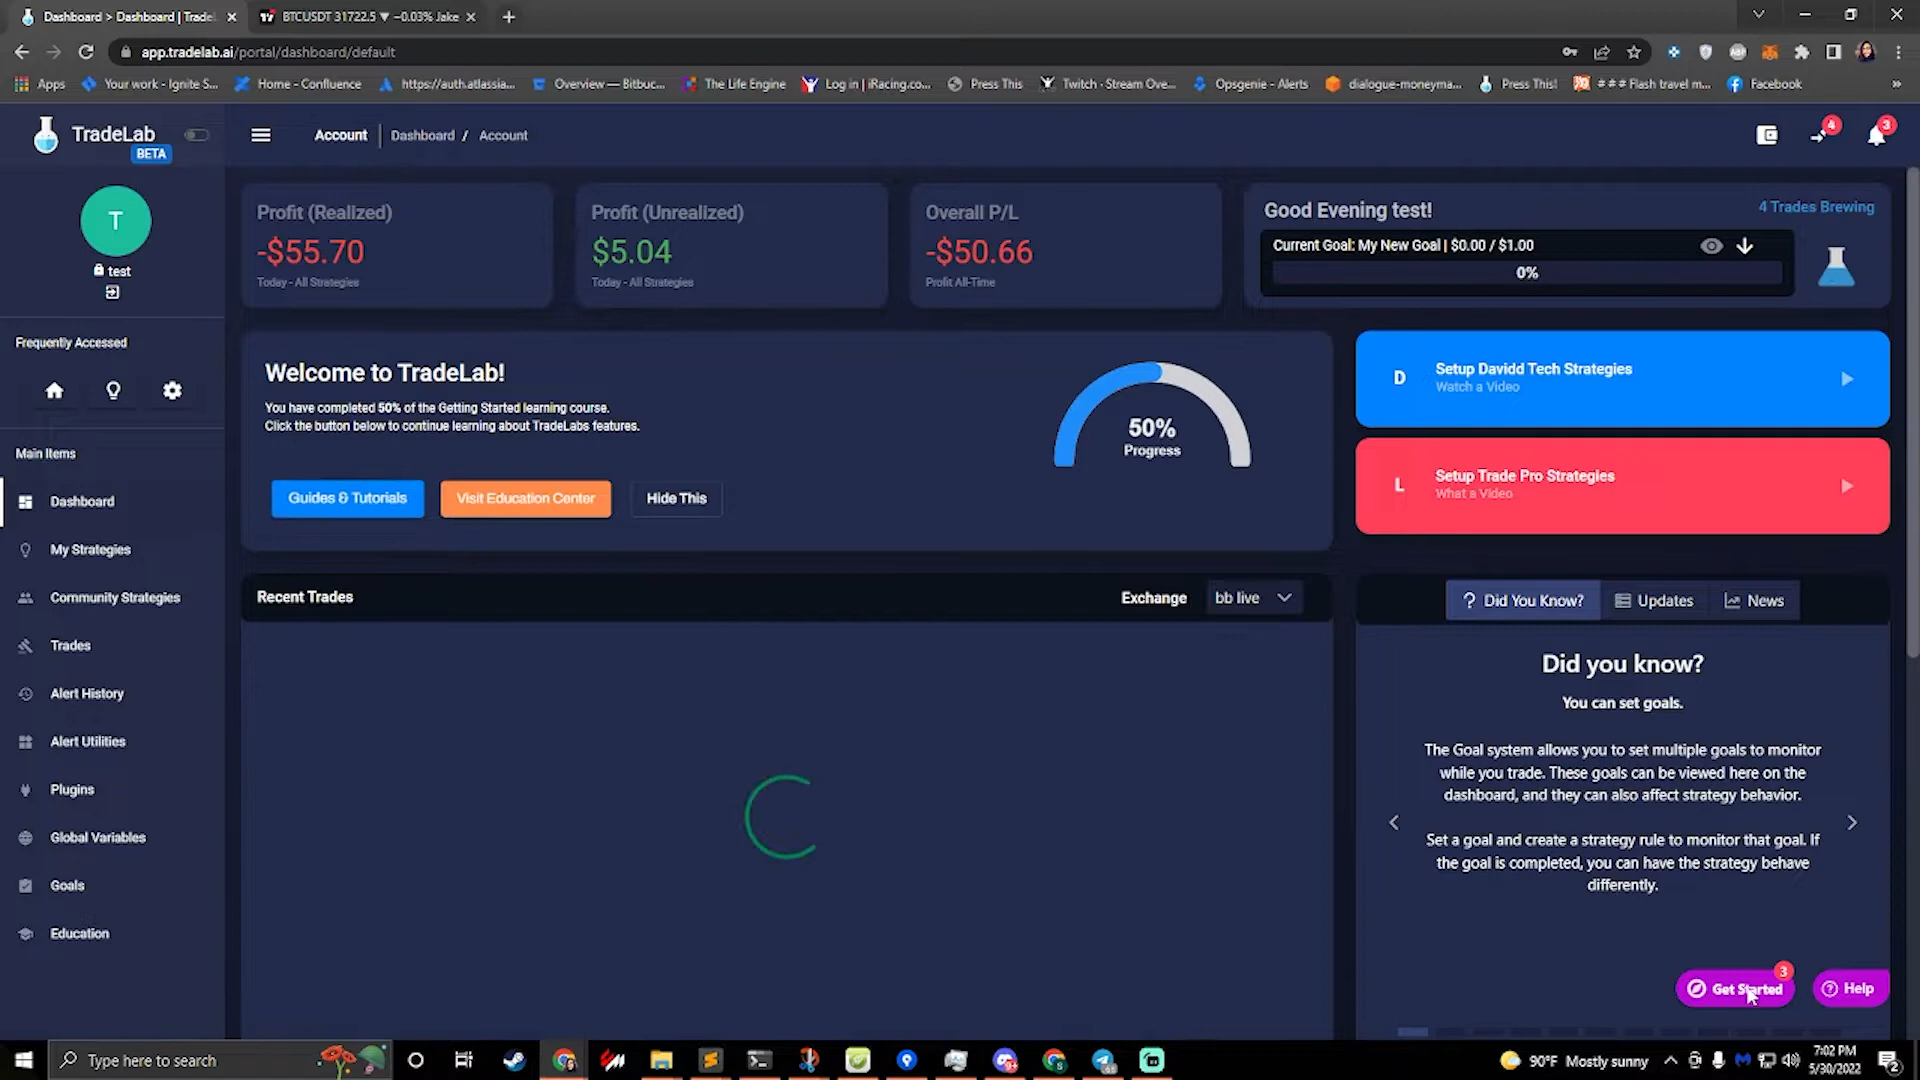 Dashboard > Dashboard | Trade
BTCUSDT 31722.5 ▼ −0.03% Jake
app.tradelab.ai/portal/dashboard/default
Apps
Your work - Ignite S...
Home - Confluence
https://auth.atlassia...
Overview — Bitbuc...
The Life Engine
Log in | iRacing.co...
Press This
Twitch - Stream Ove...
Opsgenie - Alerts
dialogue-moneyma...
Press This!
# # # Flash travel m...
Facebook
TradeLab
BETA
Account
Dashboard / Account
4
3
T
test
Frequently Accessed
Main Items
Dashboard
My Strategies
Community Strategies
Trades
Alert History
Alert Utilities
Plugins
Global Variables
Goals
Education
Profit (Realized)
-$55.70
Today - All Strategies
Profit (Unrealized)
$5.04
Today - All Strategies
Overall P/L
-$50.66
Profit All-Time
Good Evening test!
4 Trades Brewing
Current Goal: My New Goal | $0.00 / $1.00
0%
Welcome to TradeLab!
You have completed 50% of the Getting Started learning course.
Click the button below to continue learning about TradeLabs features.
50%
Progress
Guides & Tutorials
Visit Education Center
Hide This
D
Setup Davidd Tech Strategies
Watch a Video
L
Setup Trade Pro Strategies
What a Video
Recent Trades
Exchange
bb live
? Did You Know?
Updates
News
Did you know?
You can set goals.
The Goal system allows you to set multiple goals to monitor
while you trade. These goals can be viewed here on the
dashboard, and they can also affect strategy behavior.
Set a goal and create a strategy rule to monitor that goal. If
the goal is completed, you can have the strategy behave
differently.
3
Get Started
Help
Type here to search
90°F Mostly sunny
7:02 PM
5/30/2022
2